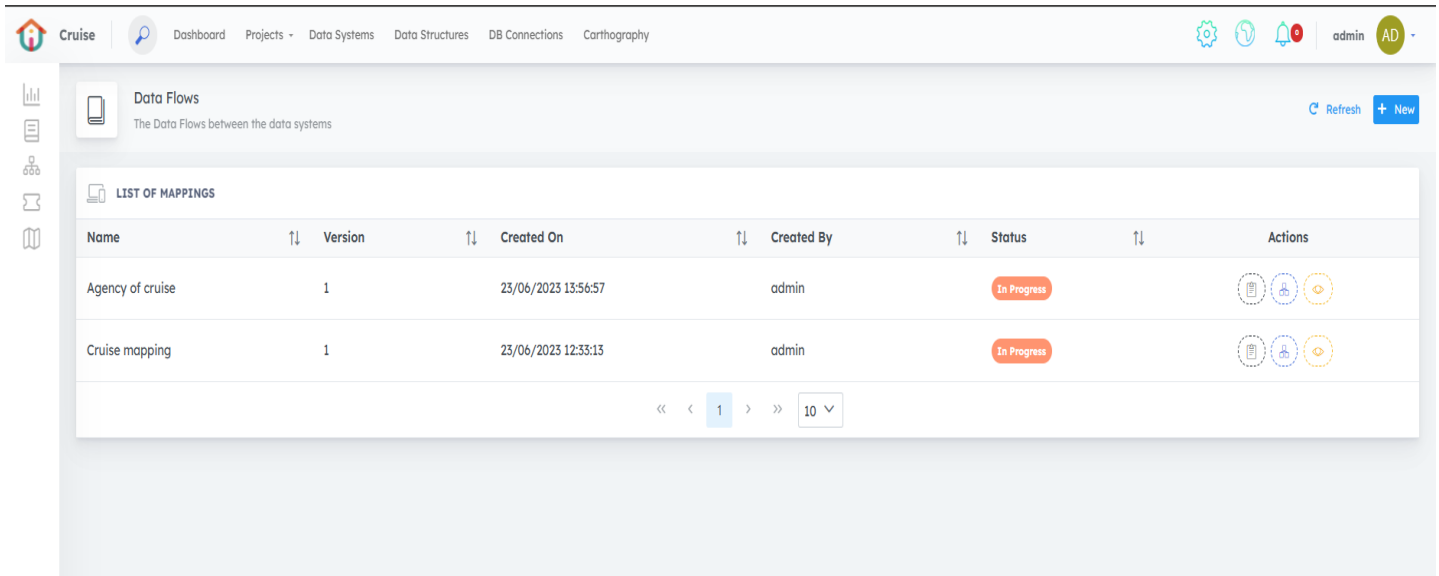 Cruise Dashboard Projects Data Systems Data Structures DB Connections Carthography 0 admin AD
Data Flows
The Data Flows between the data systems
Refresh + New
LIST OF MAPPINGS
Name Version Created On Created By Status Actions
Agency of cruise 1 23/06/2023 13:56:57 admin In Progress
Cruise mapping 1 23/06/2023 12:33:13 admin In Progress
« ‹ 1 › » 10